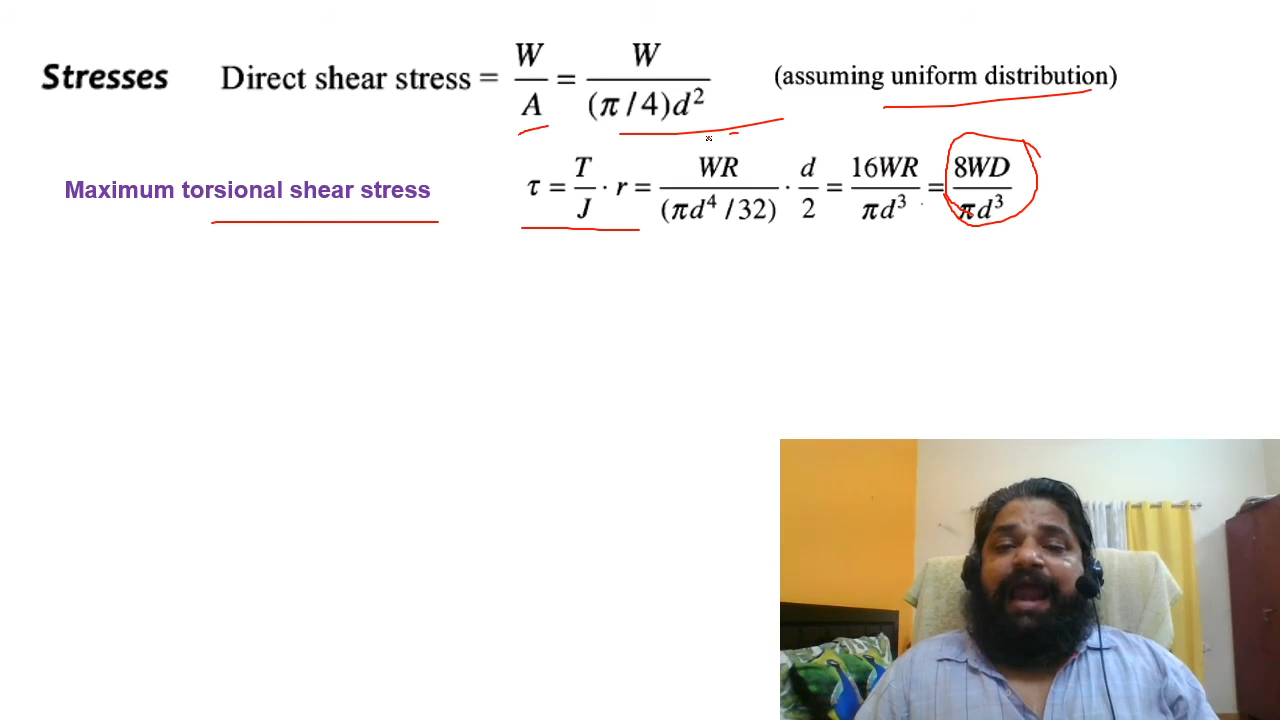 Stresses Direct shear stress = W/A = W/((π/4)d²) (assuming uniform distribution)
Maximum torsional shear stress τ = T/J · r = WR/(πd⁴/32) · d/2 = 16WR/πd³ = 8WD/πd³